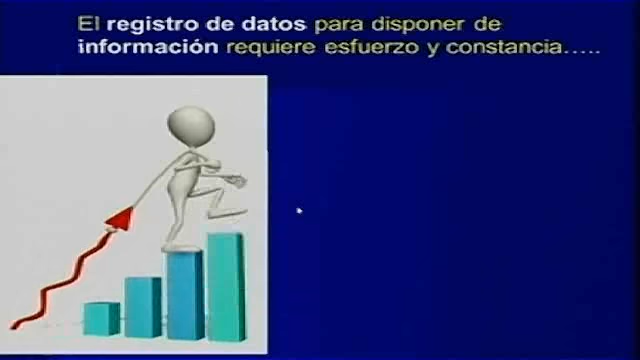 El registro de datos para disponer de
información requiere esfuerzo y constancia…..